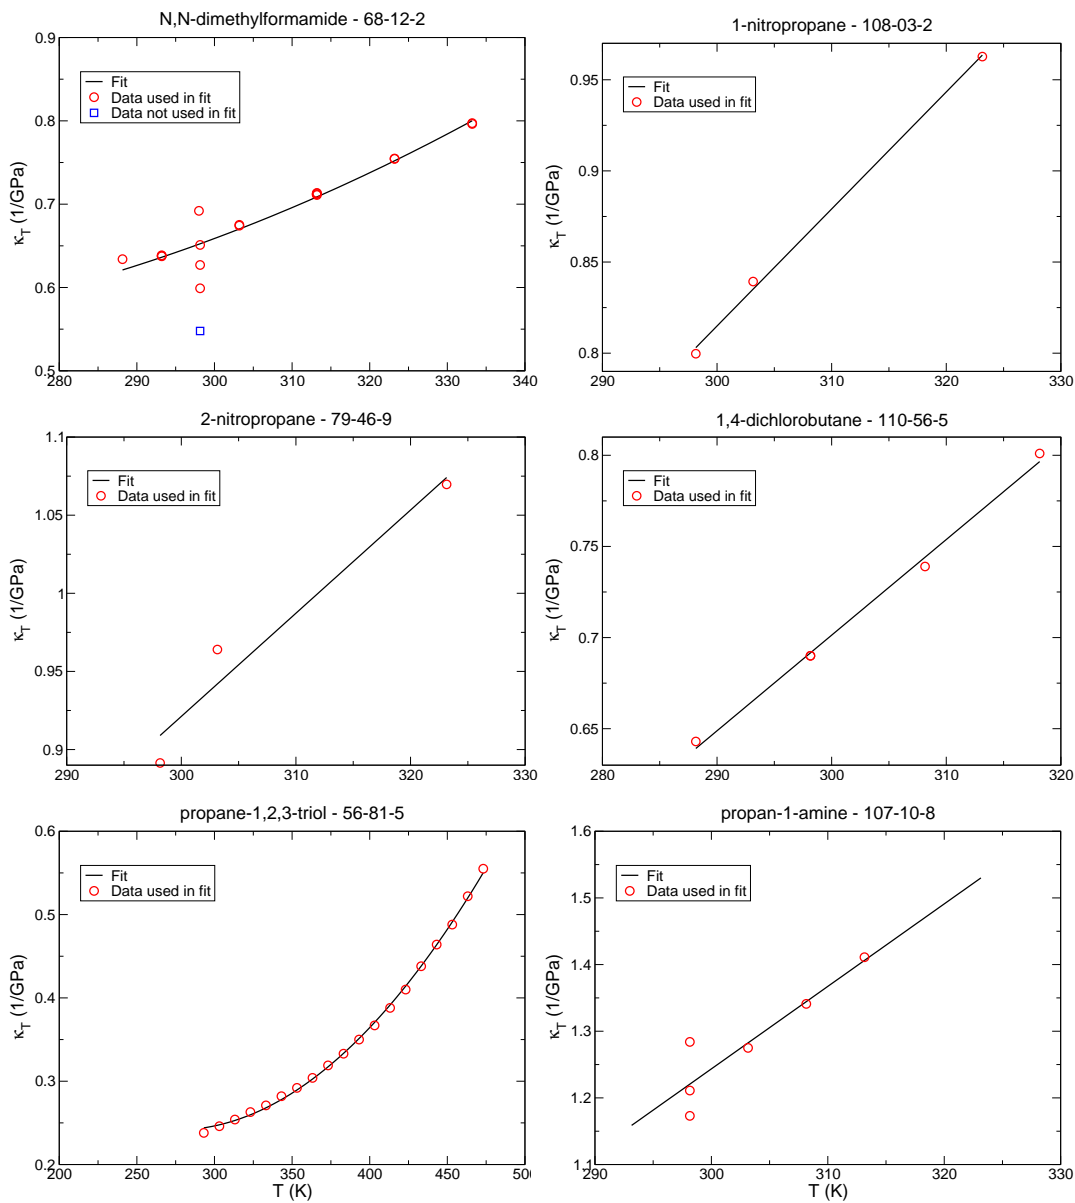 N,N-dimethylformamide - 68-12-2
0.9
0.8
0.7
0.6
0.5
κT (1/GPa)
Fit
Data used in fit
Data not used in fit
280 290 300 310 320 330 340
1-nitropropane - 108-03-2
0.95
0.9
0.85
0.8
κT (1/GPa)
Fit
Data used in fit
290 300 310 320 330
2-nitropropane - 79-46-9
1.1
1.05
1
0.95
0.9
κT (1/GPa)
Fit
Data used in fit
290 300 310 320 330
1,4-dichlorobutane - 110-56-5
0.8
0.75
0.7
0.65
κT (1/GPa)
Fit
Data used in fit
280 290 300 310 320
propane-1,2,3-triol - 56-81-5
0.6
0.5
0.4
0.3
0.2
κT (1/GPa)
Fit
Data used in fit
200 250 300 350 400 450 500
T (K)
propan-1-amine - 107-10-8
1.6
1.5
1.4
1.3
1.2
1.1
κT (1/GPa)
Fit
Data used in fit
290 300 310 320 330
T (K)